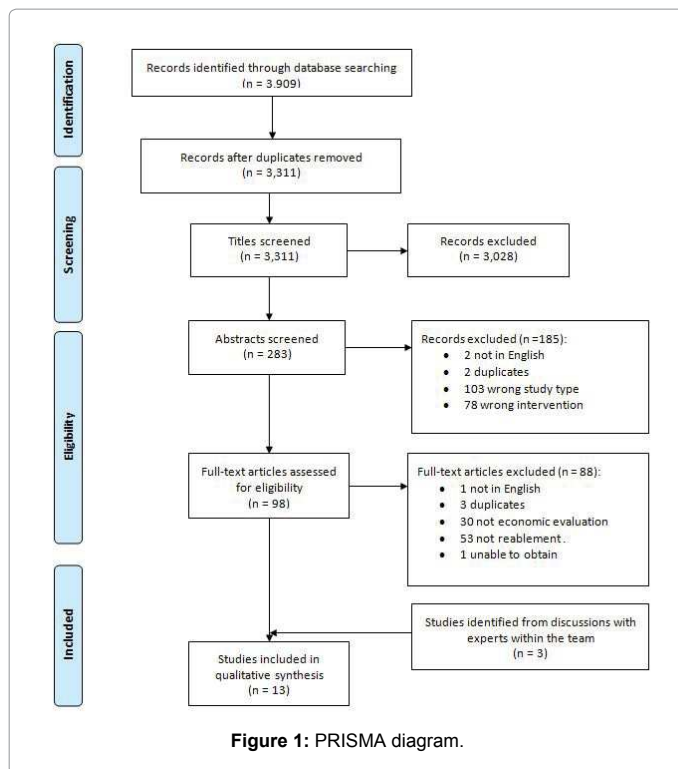 Identification
Records identified through database searching
(n = 3.909)
Records after duplicates removed
(n = 3,311)
Screening
Titles screened
(n = 3,311)
Records excluded
(n = 3,028)
Eligibility
Abstracts screened
(n = 283)
Records excluded (n =185):
• 2 not in English
• 2 duplicates
• 103 wrong study type
• 78 wrong intervention
Full-text articles assessed
for eligibility
(n = 98)
Full-text articles excluded (n = 88):
• 1 not in English
• 3 duplicates
• 30 not economic evaluation
• 53 not reablement.
• 1 unable to obtain
Included
Studies identified from discussions with
experts within the team
(n = 3)
Studies included in
qualitative synthesis
(n = 13)
Figure 1: PRISMA diagram.